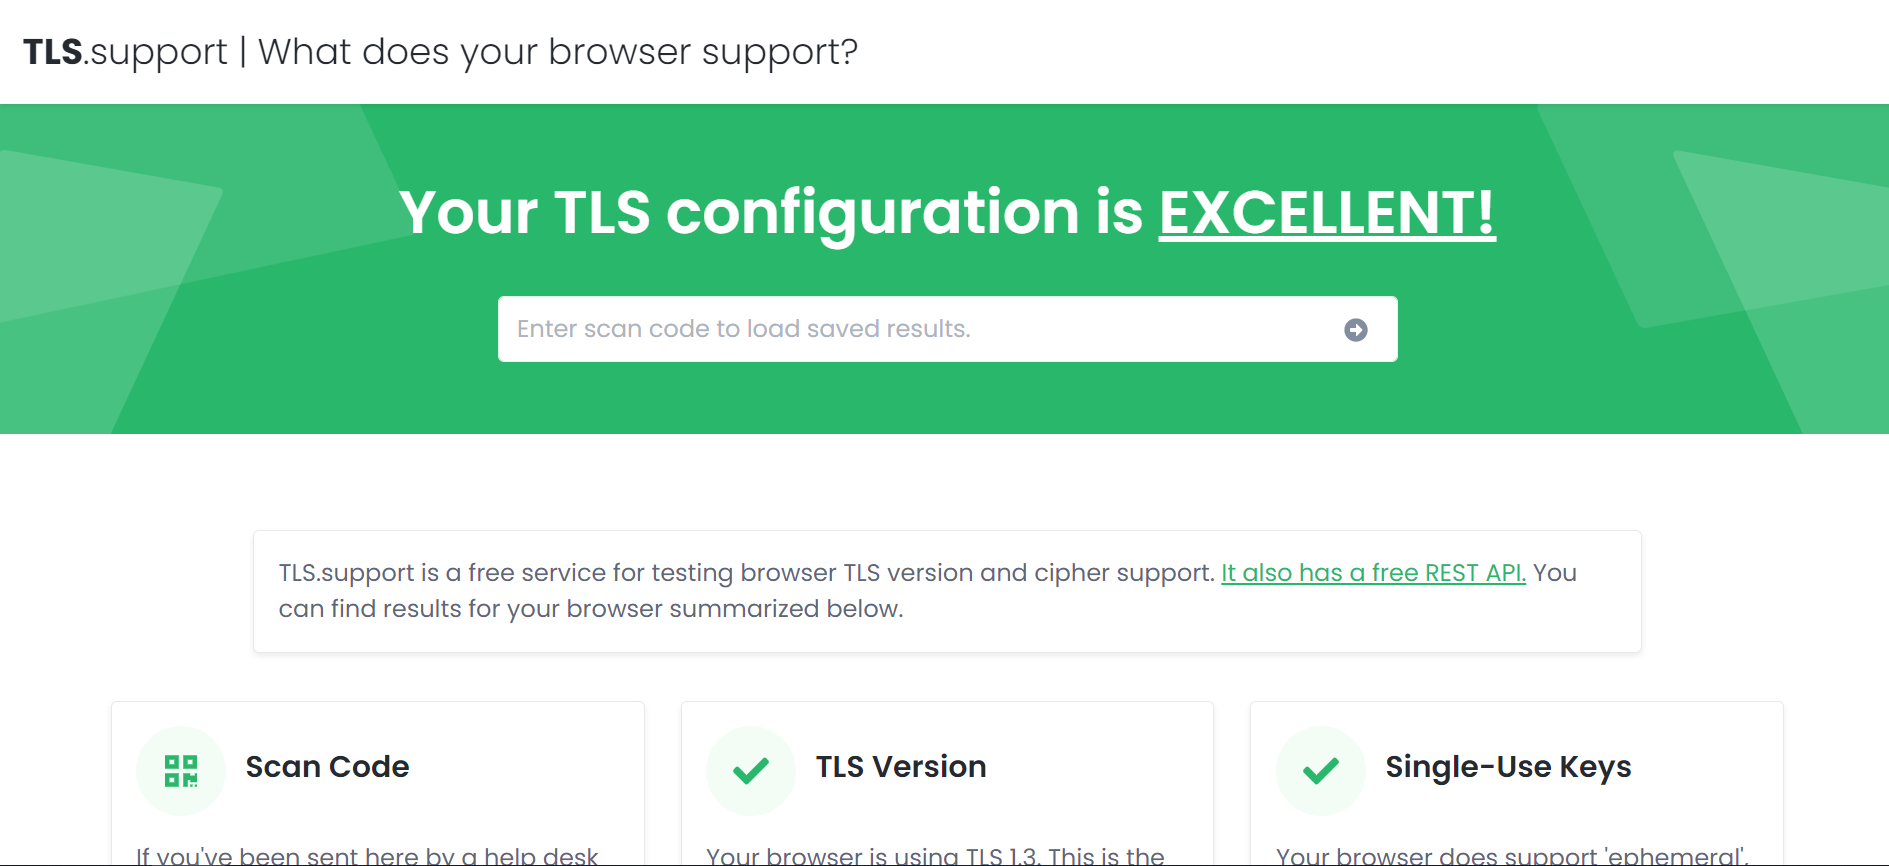 TLS.support | What does your browser support?
Your TLS configuration is EXCELLENT!
Enter scan code to load saved results.
TLS.support is a free service for testing browser TLS version and cipher support. It also has a free REST API. You
can find results for your browser summarized below.
Scan Code
TLS Version
Single-Use Keys
If you've been sent here by a help desk
Your browser is using TLS 1.3. This is the
Your browser does support 'ephemeral',